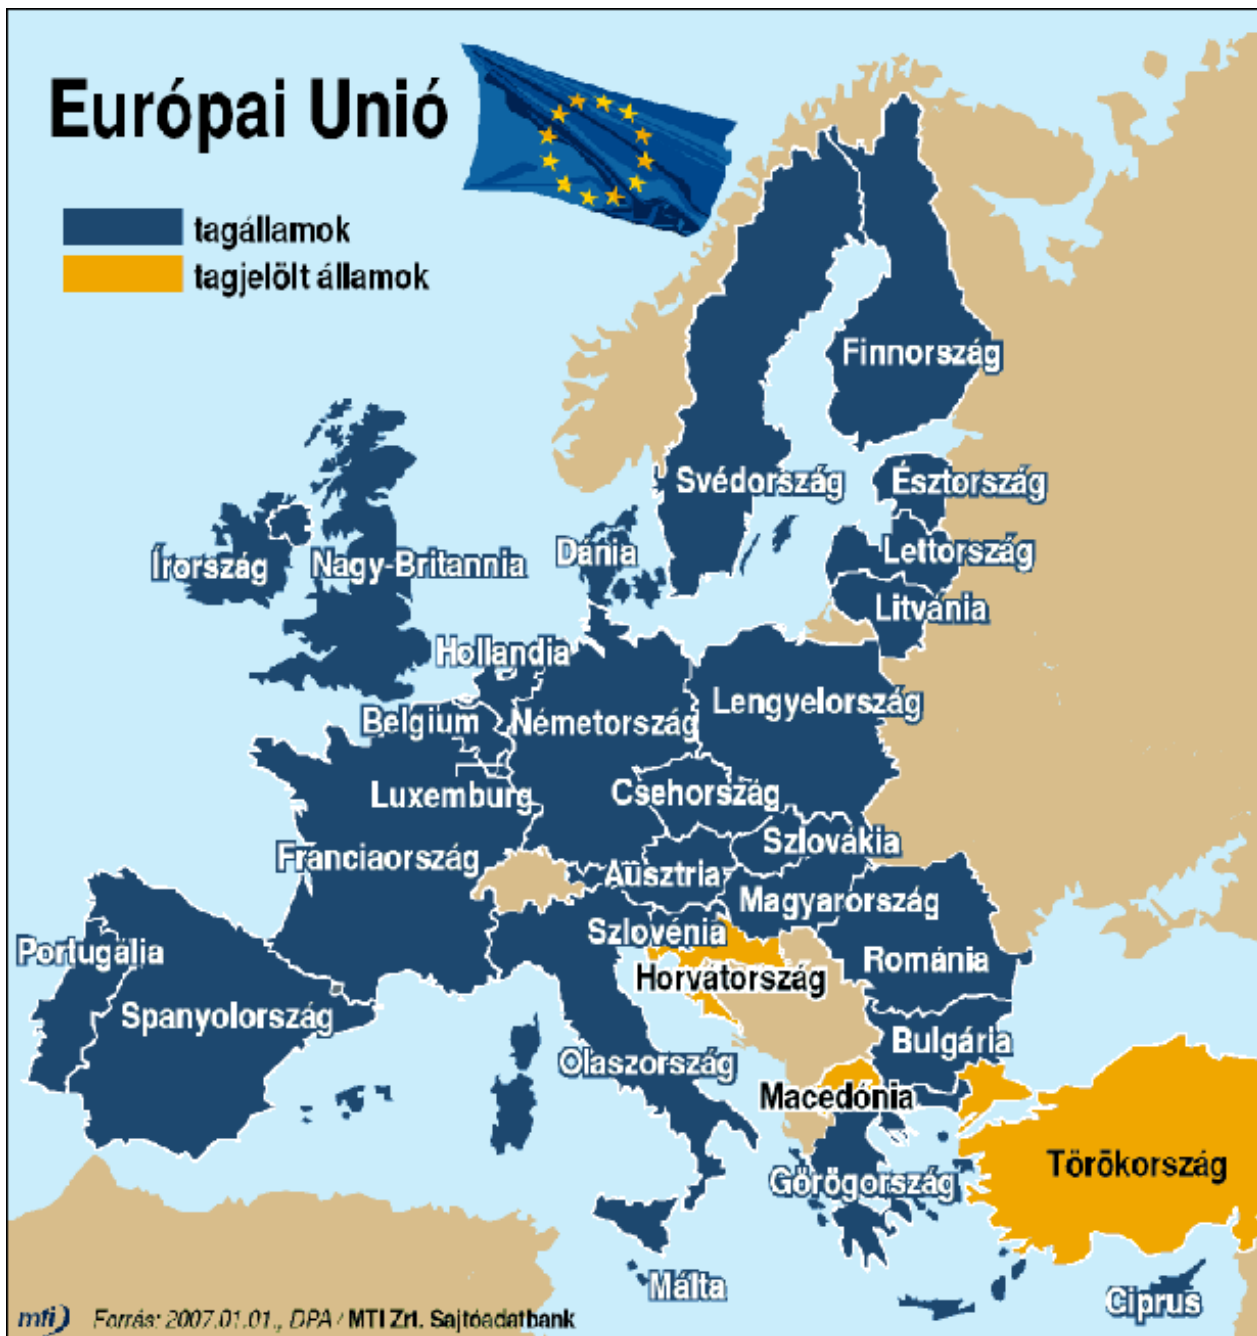 Európai Unió
tagállamok
tagjelölt államok
Finnország
Svédország
Észtország
Dánia
Lettország
Írország
Nagy-Britannia
Litvánia
Hollandia
Lengyelország
Belgium
Németország
Csehország
Luxemburg
Szlovákia
Franciaország
Ausztria
Magyarország
Szlovénia
Portugália
Románia
Horvátország
Spanyolország
Bulgária
Olaszország
Macedónia
Törökország
Görögország
Málta
Ciprus
mti Forrás: 2007.01.01., DPA / MTI Zrt. Sajtóadatbank